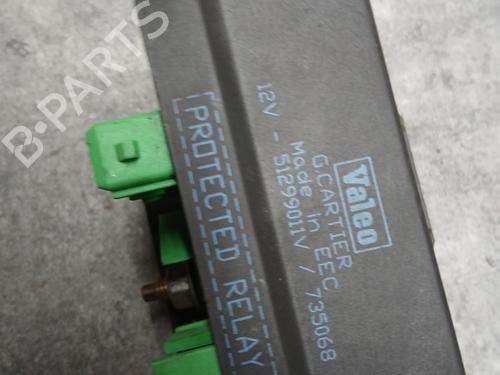 B-PARTS
Valeo
G.CARTIER
Made in EEC
12V - 51299011V / 735068
PROTECTED RELAY